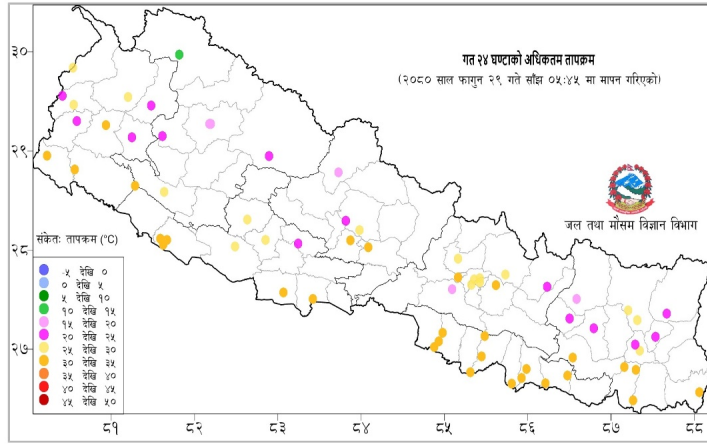 गत २४ घण्टाको अधिकतम तापक्रम
(२०८० साल फागुन २९ गते साँझ ०५:४५ मा मापन गरिएको)
जल तथा मौसम विज्ञान विभाग
३०
२९
२८
२७
संकेतः तापक्रम (°C)
-५ देखि ०
० देखि ५
५ देखि १०
१० देखि १५
१५ देखि २०
२० देखि २५
२५ देखि ३०
३० देखि ३५
३५ देखि ४०
४० देखि ४५
४५ देखि ५०
८१ ८२ ८३ ८४ ८५ ८६ ८७ ८८